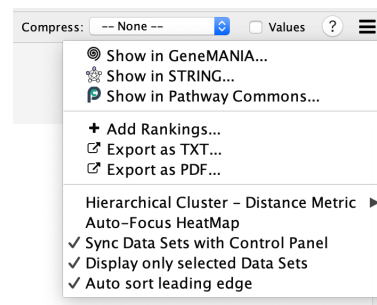 Compress: -- None -- Values ?
Show in GeneMANIA...
Show in STRING...
Show in Pathway Commons...
Add Rankings...
Export as TXT...
Export as PDF...
Hierarchical Cluster – Distance Metric
Auto-Focus HeatMap
Sync Data Sets with Control Panel
Display only selected Data Sets
Auto sort leading edge